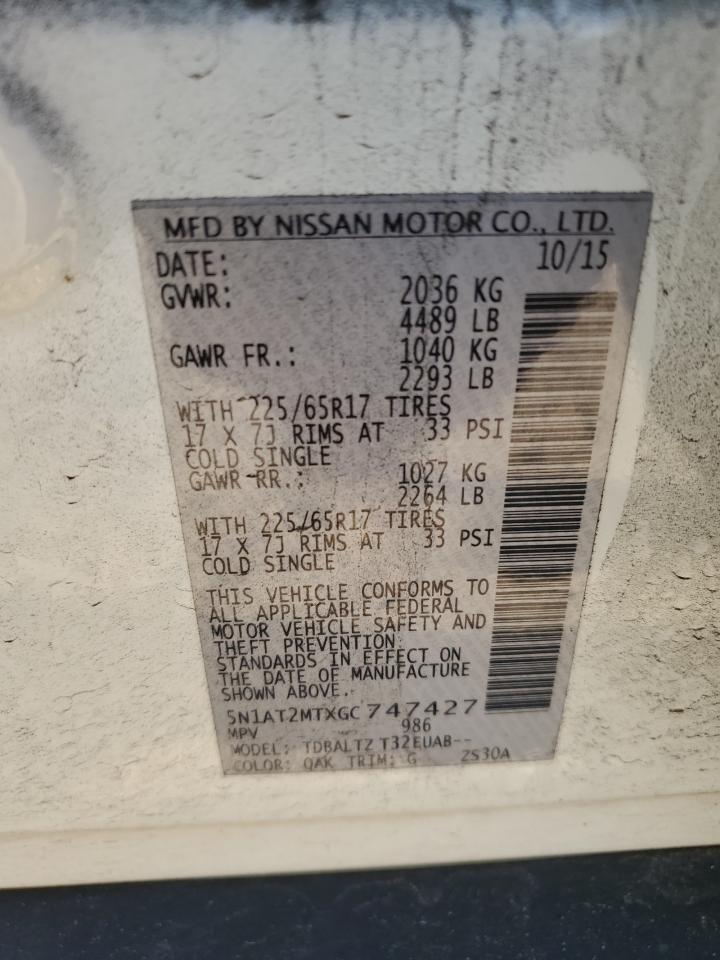 MFD BY NISSAN MOTOR CO., LTD.
DATE: 10/15
GVWR: 2036 KG
4489 LB
GAWR FR.: 1040 KG
2293 LB
WITH 225/65R17 TIRES
17 X 7J RIMS AT 33 PSI
COLD SINGLE
GAWR RR.: 1027 KG
2264 LB
WITH 225/65R17 TIRES
17 X 7J RIMS AT 33 PSI
COLD SINGLE
THIS VEHICLE CONFORMS TO
ALL APPLICABLE FEDERAL
MOTOR VEHICLE SAFETY AND
THEFT PREVENTION
STANDARDS IN EFFECT ON
THE DATE OF MANUFACTURE
SHOWN ABOVE.
5N1AT2MTXGC747427
MPV 986
MODEL: TDBALTZ T32EUAB--
COLOR: QAK TRIM: G 2S30A